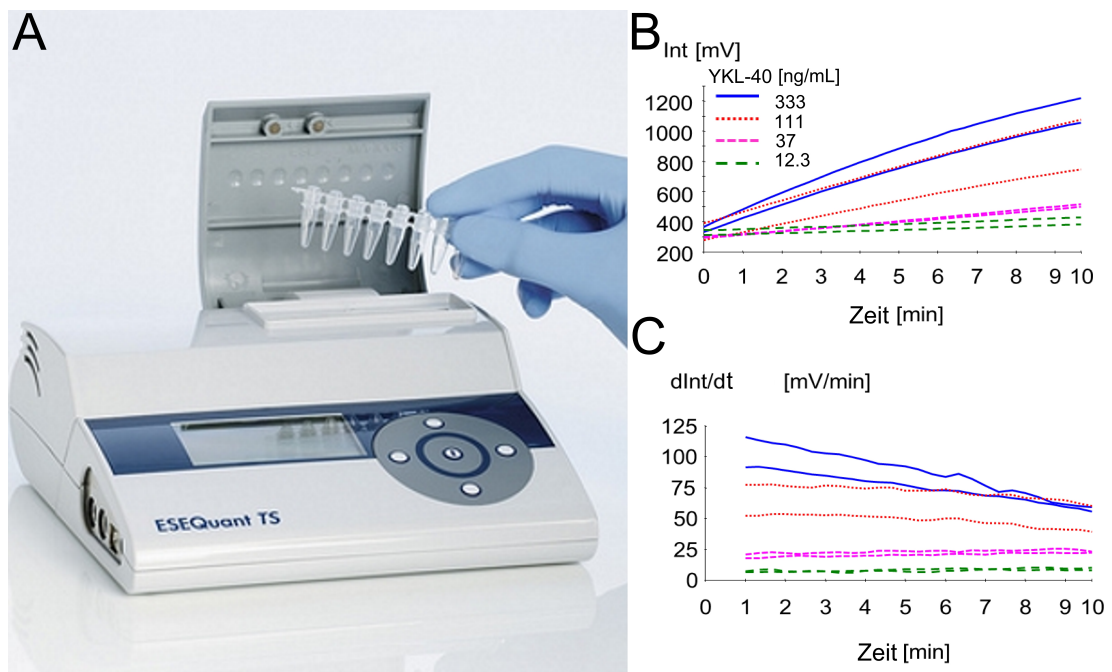 A
ESEQuant TS
B
Int [mV]
YKL-40 [ng/mL]
333
111
37
12.3
1200
1000
800
600
400
200
0 1 2 3 4 5 6 7 8 9 10
Zeit [min]
C
dInt/dt [mV/min]
125
100
75
50
25
0
0 1 2 3 4 5 6 7 8 9 10
Zeit [min]